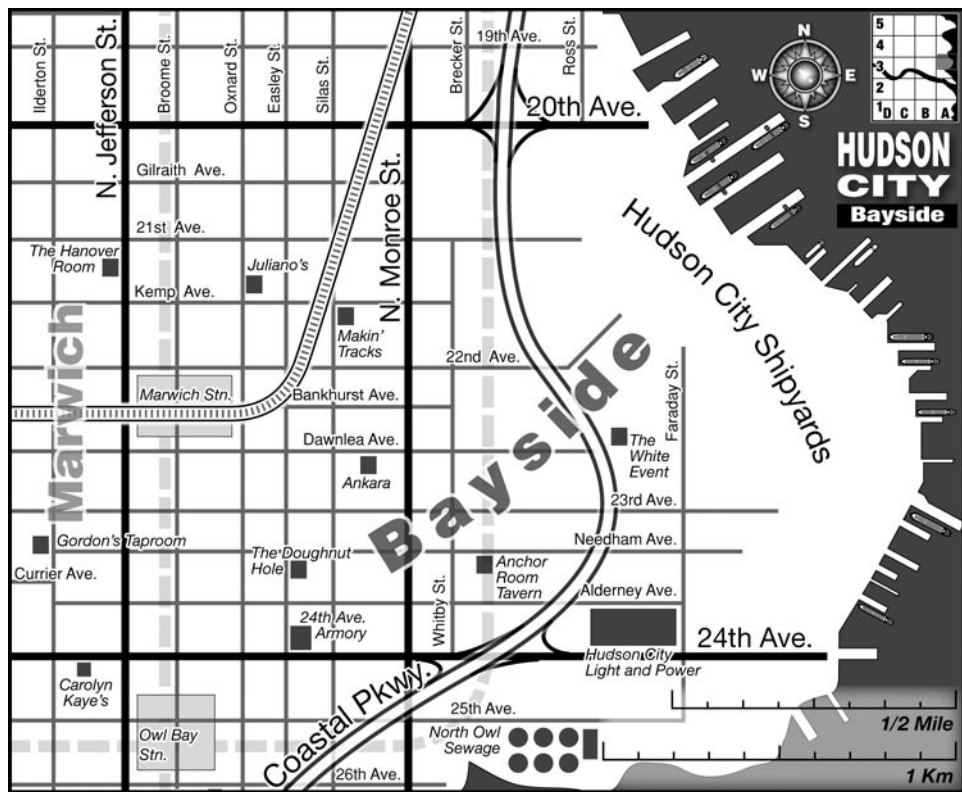 Ilderton St.
N. Jefferson St.
Broome St.
Oxnard St.
Easley St.
Silas St.
Brecker St.
19th Ave.
Ross St.
N
W
E
S
5
4
3
2
1
D C B A
20th Ave.
HUDSON
CITY
Bayside
Gilraith Ave.
N. Monroe St.
21st Ave.
Hudson City Shipyards
The Hanover
Room
Juliano's
Kemp Ave.
Makin'
Tracks
22nd Ave.
Marwich
Bayside
Faraday St.
Marwich Stn.
Bankhurst Ave.
Dawnlea Ave.
The
White
Event
Ankara
23rd Ave.
Gordon's Taproom
Needham Ave.
The Doughnut
Hole
Anchor
Room
Tavern
Currier Ave.
Whitby St.
Alderney Ave.
24th Ave.
Armory
24th Ave.
Hudson City
Light and Power
Carolyn
Kaye's
Coastal Pkwy.
25th Ave.
1/2 Mile
Owl Bay
Stn.
North Owl
Sewage
26th Ave.
1 Km